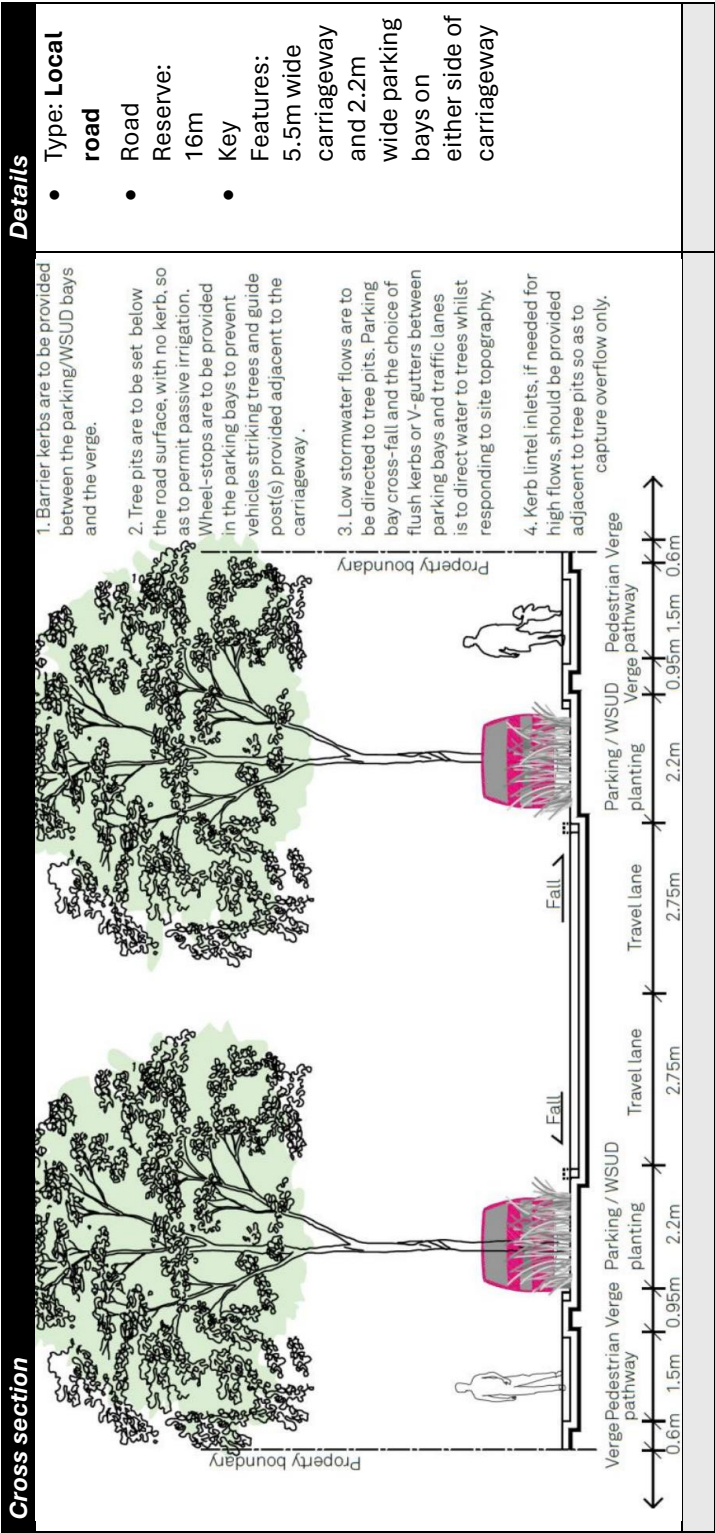 Cross section
Details
1. Barrier kerbs are to be provided
between the parking/WSUD bays
and the verge.
2. Tree pits are to be set below
the road surface, with no kerb, so
as to permit passive irrigation.
Wheel-stops are to be provided
in the parking bays to prevent
vehicles striking trees and guide
post(s) provided adjacent to the
carriageway .
3. Low stormwater flows are to
be directed to tree pits. Parking
bay cross-fall and the choice of
flush kerbs or V-gutters between
parking bays and traffic lanes
is to direct water to trees whilst
responding to site topography.
4. Kerb lintel inlets, if needed for
high flows, should be provided
adjacent to tree pits so as to
capture overflow only.
Property boundary
Property boundary
Fall
Fall
Verge
Pedestrian
pathway
Verge
Parking / WSUD
planting
Travel lane
Travel lane
Parking / WSUD
planting
Verge
Pedestrian
pathway
Verge
0.6m
1.5m
0.95m
2.2m
2.75m
2.75m
2.2m
0.95m
1.5m
0.6m
• Type: Local
road
• Road
Reserve:
16m
• Key
Features:
5.5m wide
carriageway
and 2.2m
wide parking
bays on
either side of
carriageway